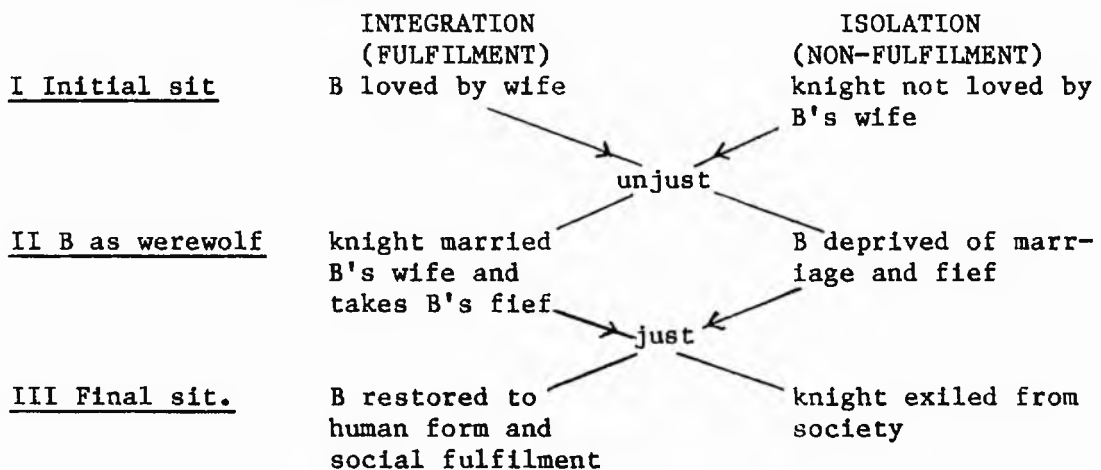 INTEGRATION ISOLATION
(FULFILMENT) (NON-FULFILMENT)
I Initial sit B loved by wife knight not loved by
B's wife
unjust
II B as werewolf knight married B deprived of marr-
B's wife and iage and fief
takes B's fief
just
III Final sit. B restored to knight exiled from
human form and society
social fulfilment